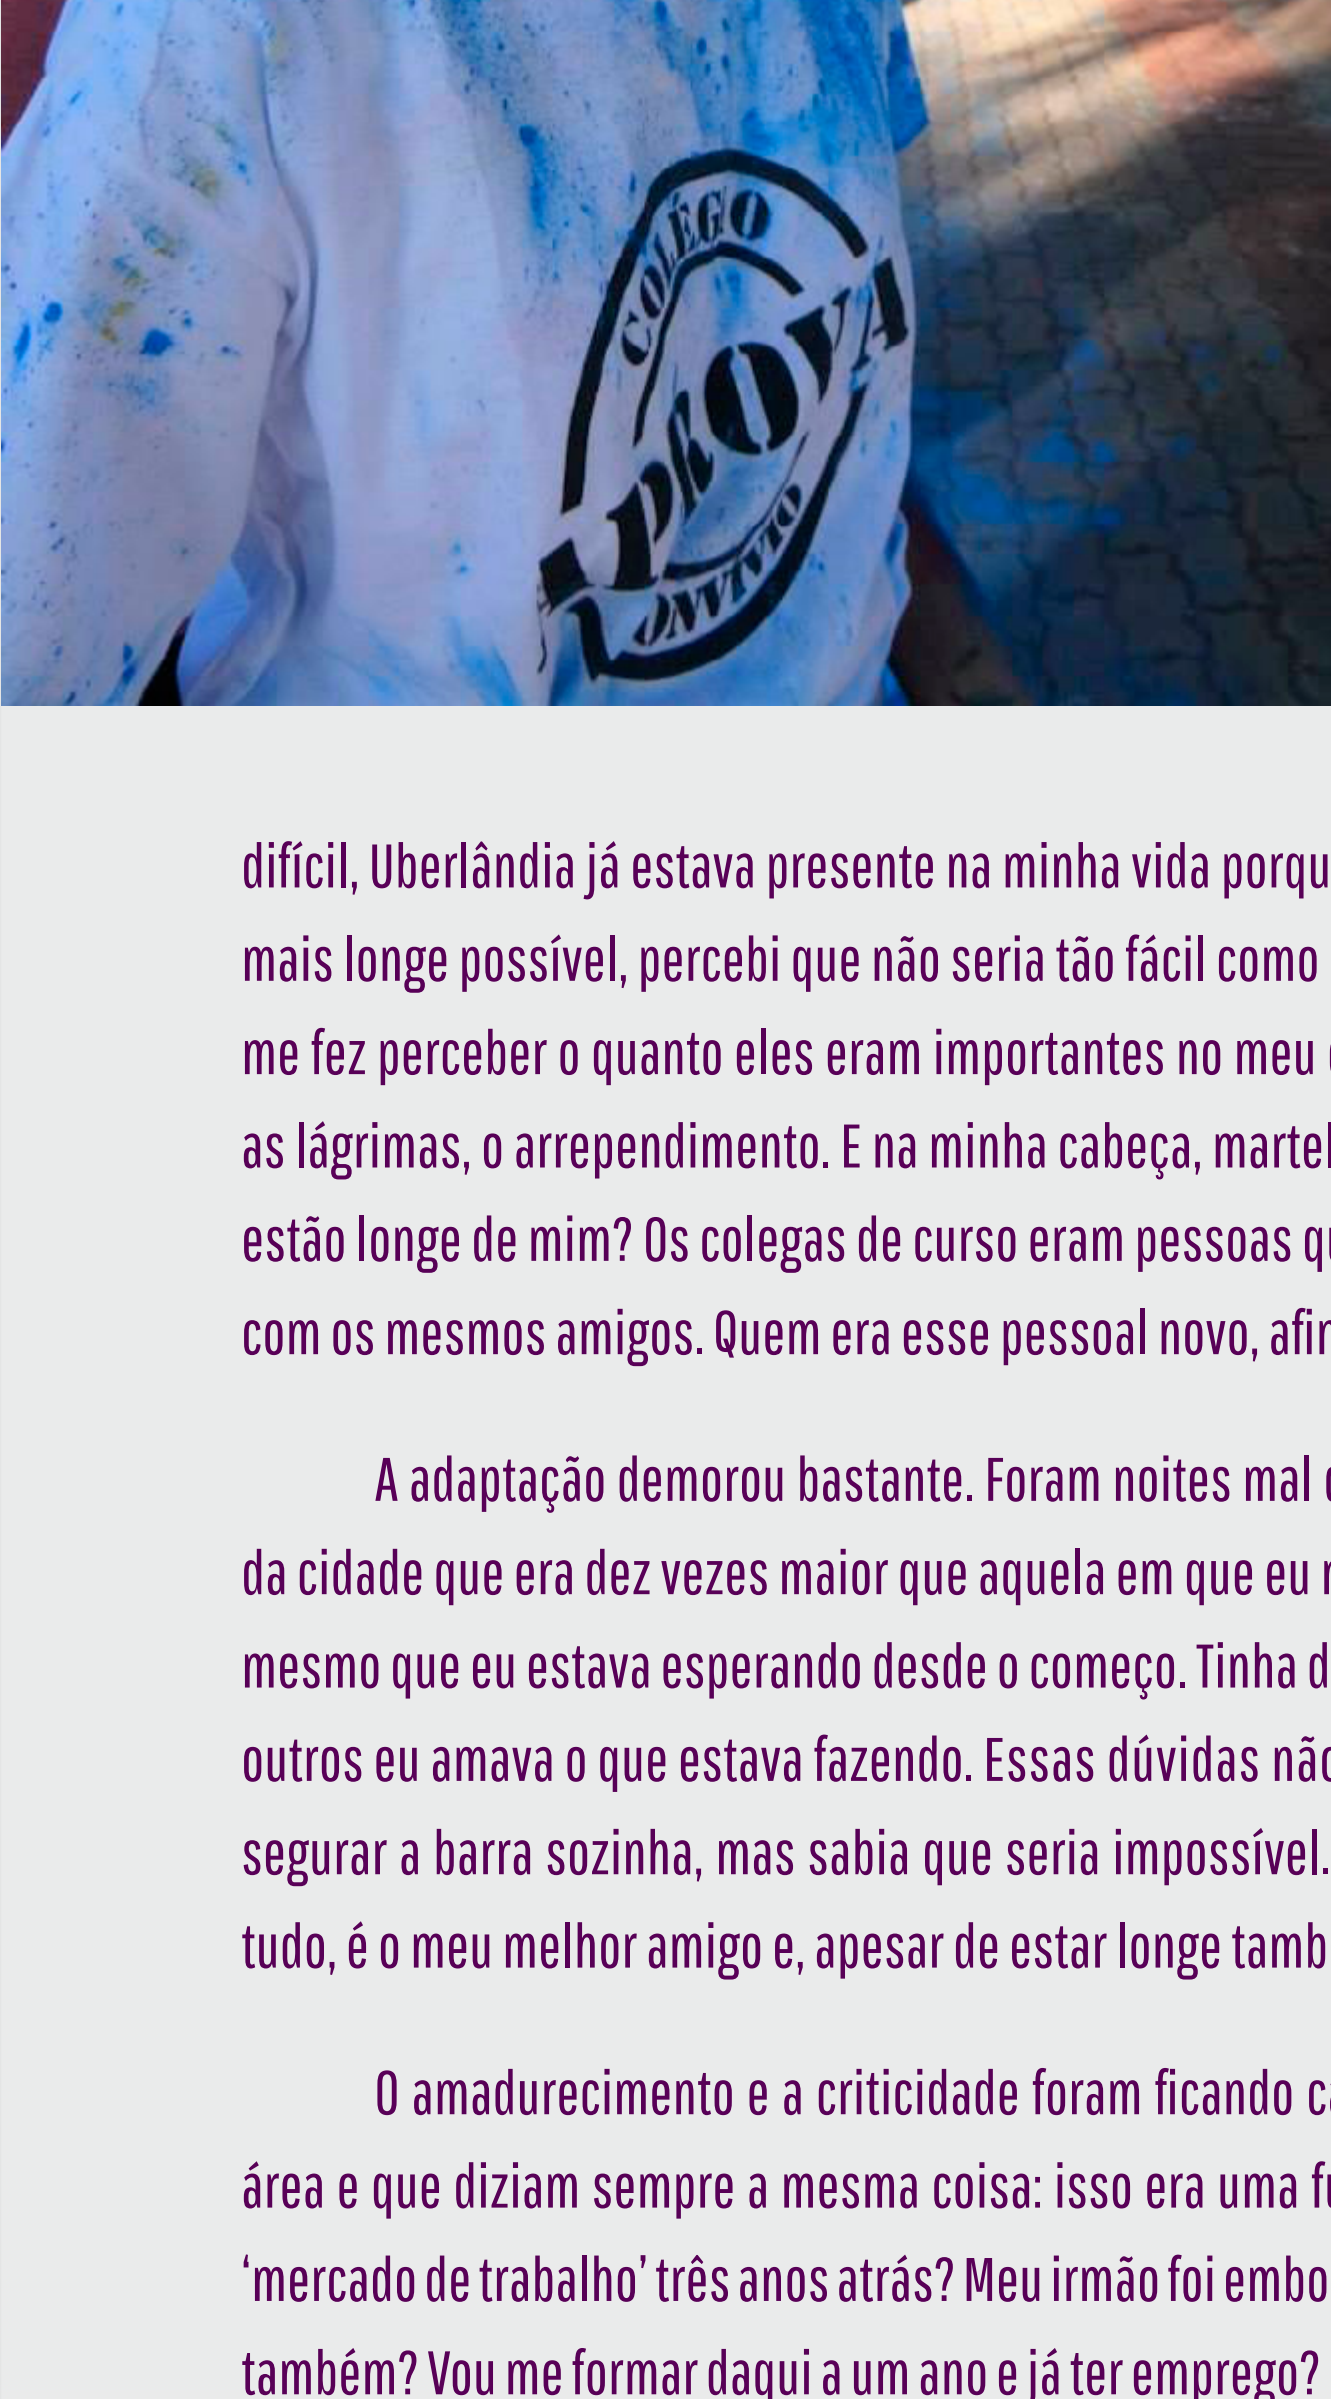 COLÉGIO
APROVA
difícil, Uberlândia já estava presente na minha vida porqu
mais longe possível, percebi que não seria tão fácil como
me fez perceber o quanto eles eram importantes no meu
as lágrimas, o arrependimento. E na minha cabeça, martel
estão longe de mim? Os colegas de curso eram pessoas qu
com os mesmos amigos. Quem era esse pessoal novo, afin
A adaptação demorou bastante. Foram noites mal
da cidade que era dez vezes maior que aquela em que eu
mesmo que eu estava esperando desde o começo. Tinha d
outros eu amava o que estava fazendo. Essas dúvidas não
segurar a barra sozinha, mas sabia que seria impossível.
tudo, é o meu melhor amigo e, apesar de estar longe tamb
O amadurecimento e a criticidade foram ficando ca
área e que diziam sempre a mesma coisa: isso era uma fu
‘mercado de trabalho’ três anos atrás? Meu irmão foi embo
também? Vou me formar daqui a um ano e já ter emprego?